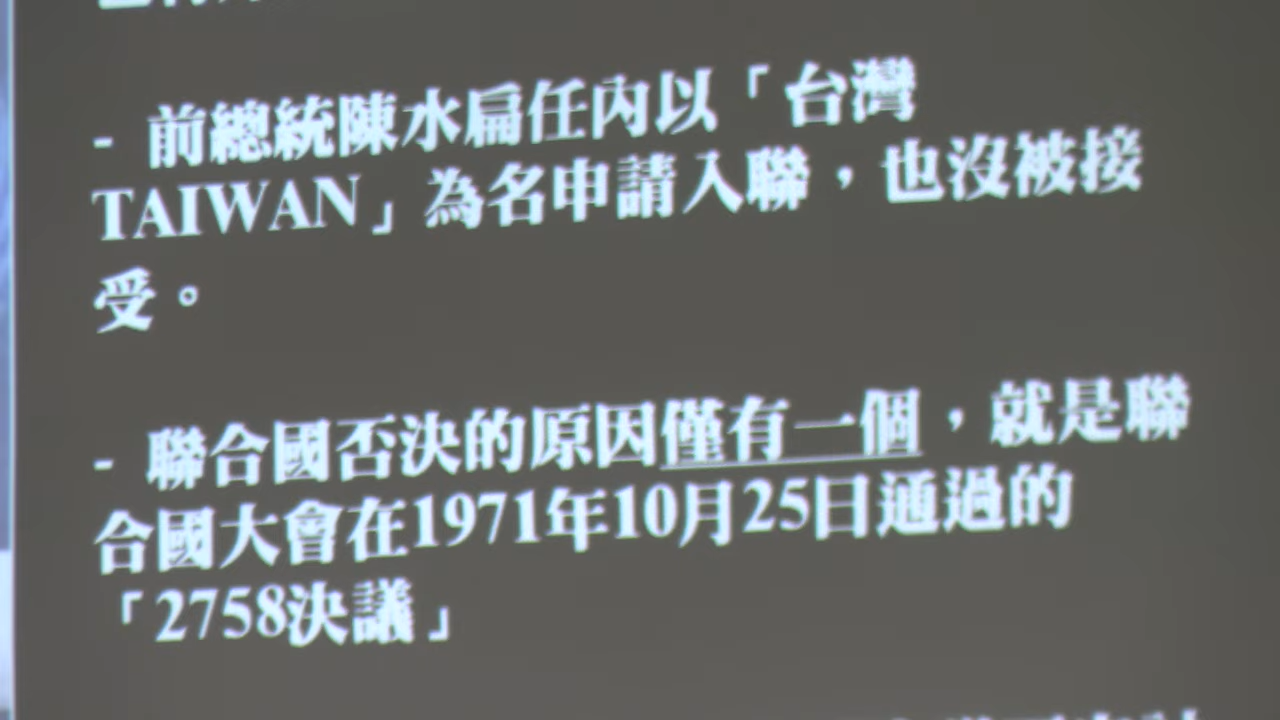 - 前總統陳水扁任內以「台灣
TAIWAN」為名申請入聯，也沒被接
受。
- 聯合國否決的原因僅有一個，就是聯
合國大會在1971年10月25日通過的
「2758決議」